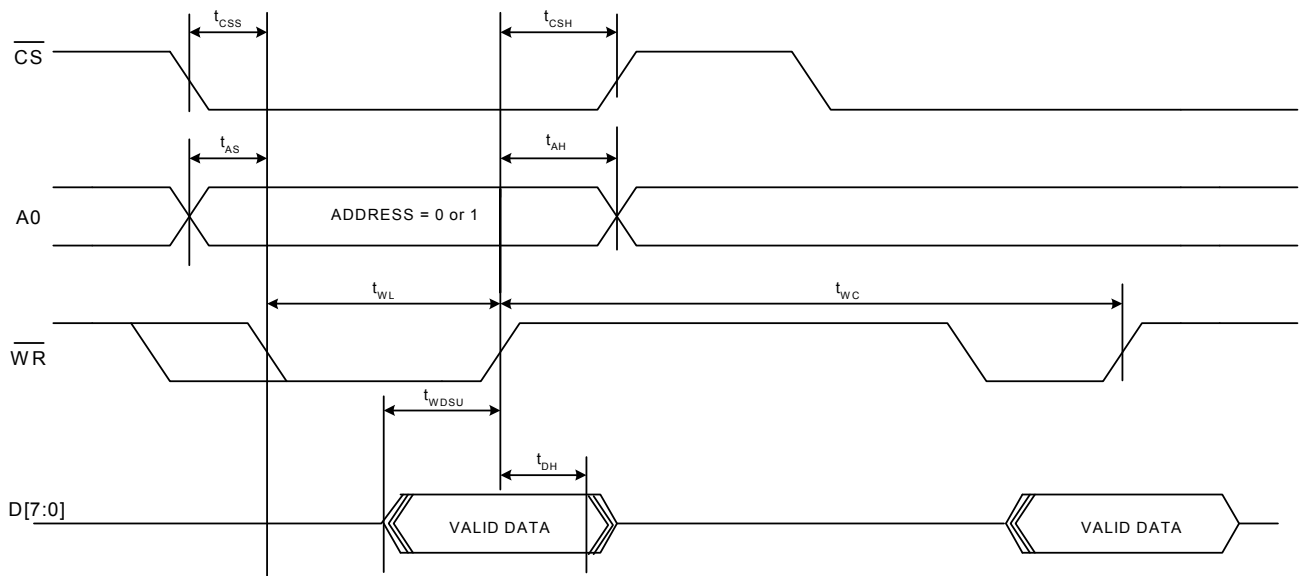 tCSS
tCSH
CS
tAS
tAH
A0
ADDRESS = 0 or 1
tWL
tWC
WR
tWDSU
tDH
D[7:0]
VALID DATA
VALID DATA